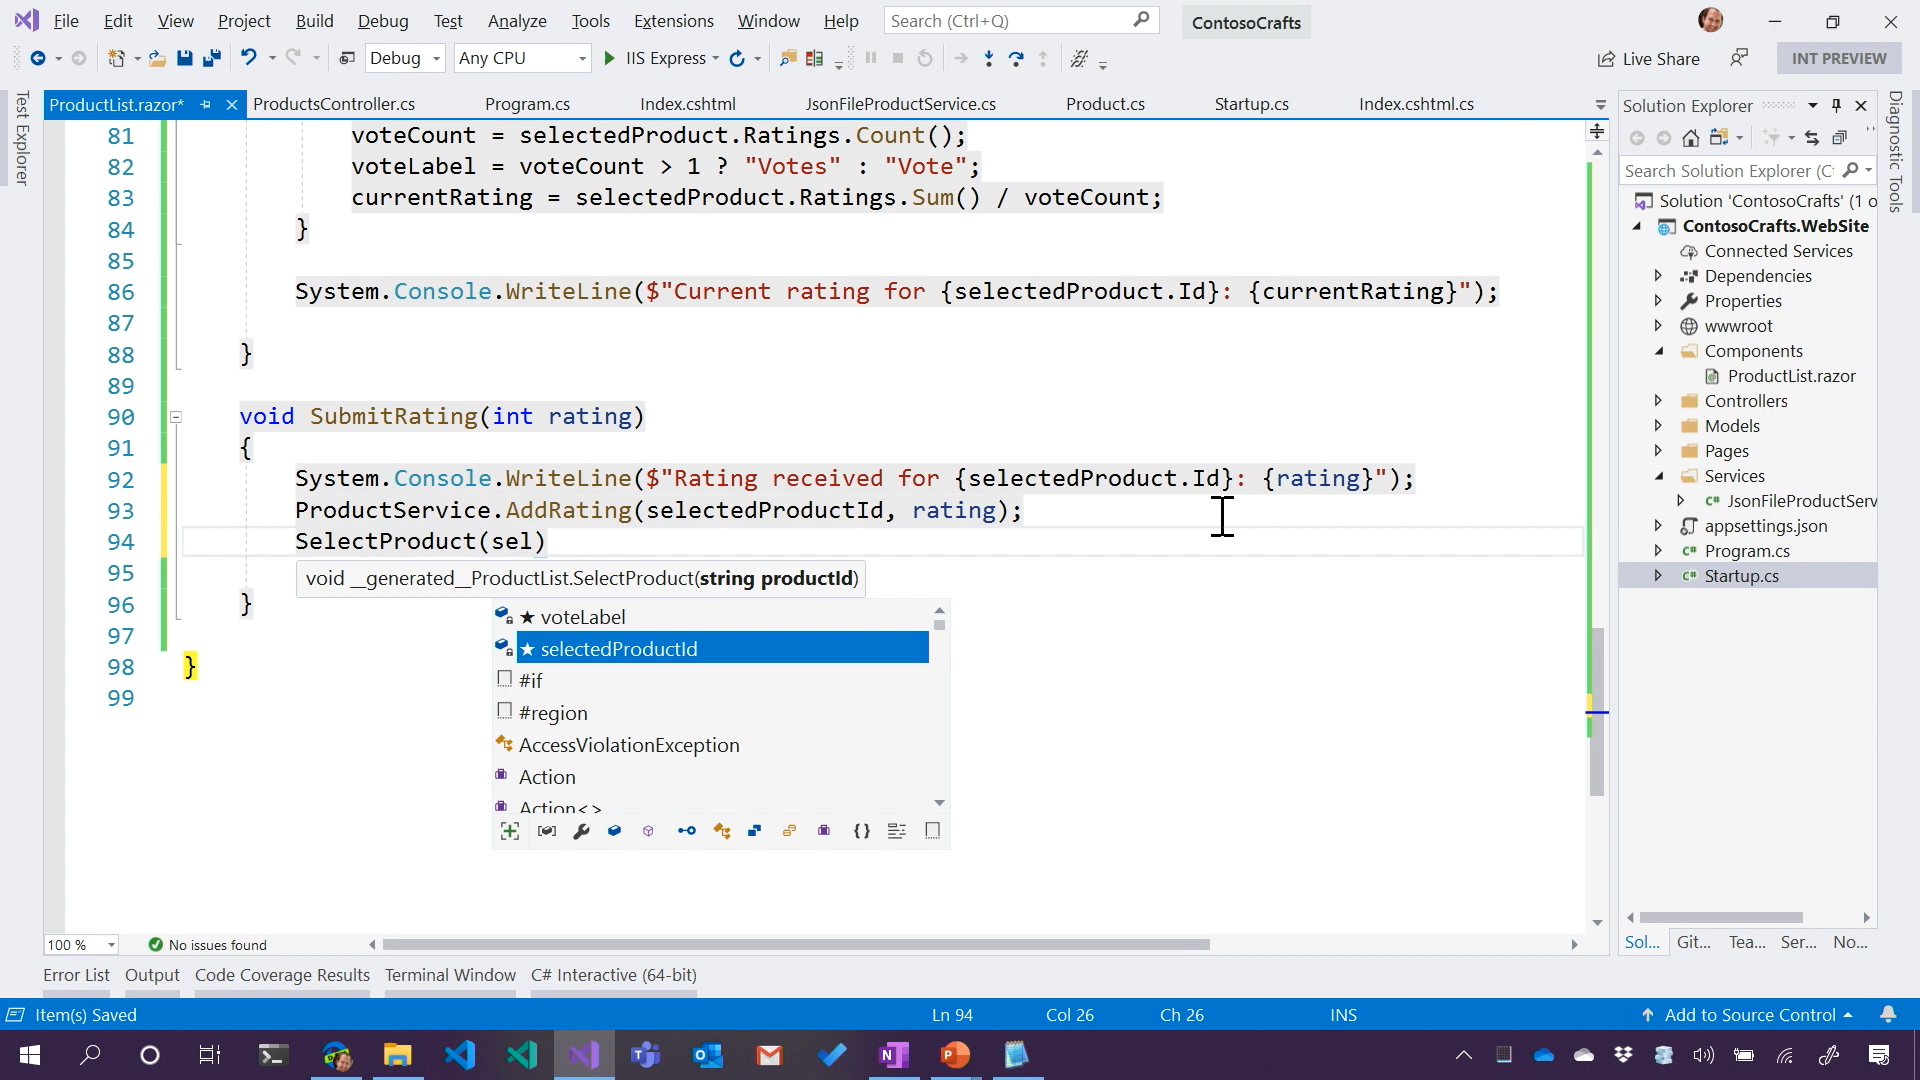 File Edit View Project Build Debug Test Analyze Tools Extensions Window Help Search (Ctrl+Q) ContosoCrafts
Debug Any CPU IIS Express Live Share INT PREVIEW
Test Explorer
ProductList.razor* ProductsController.cs Program.cs Index.cshtml JsonFileProductService.cs Product.cs Startup.cs Index.cshtml.cs
81 voteCount = selectedProduct.Ratings.Count();
82 voteLabel = voteCount > 1 ? "Votes" : "Vote";
83 currentRating = selectedProduct.Ratings.Sum() / voteCount;
84 }
85
86 System.Console.WriteLine($"Current rating for {selectedProduct.Id}: {currentRating}");
87
88 }
89
90 void SubmitRating(int rating)
91 {
92 System.Console.WriteLine($"Rating received for {selectedProduct.Id}: {rating}");
93 ProductService.AddRating(selectedProductId, rating);
94 SelectProduct(sel)
95
96 }
97
98 }
99
void __generated__ProductList.SelectProduct(string productId)
★ voteLabel
★ selectedProductId
#if
#region
AccessViolationException
Action
Action<>
Solution Explorer
Search Solution Explorer (Ct
Solution 'ContosoCrafts' (1 o
ContosoCrafts.WebSite
Connected Services
Dependencies
Properties
wwwroot
Components
ProductList.razor
Controllers
Models
Pages
Services
C# JsonFileProductServ
appsettings.json
C# Program.cs
C# Startup.cs
Sol... Git... Tea... Ser... No...
Diagnostic Tools
100 % No issues found
Error List Output Code Coverage Results Terminal Window C# Interactive (64-bit)
Item(s) Saved Ln 94 Col 26 Ch 26 INS Add to Source Control